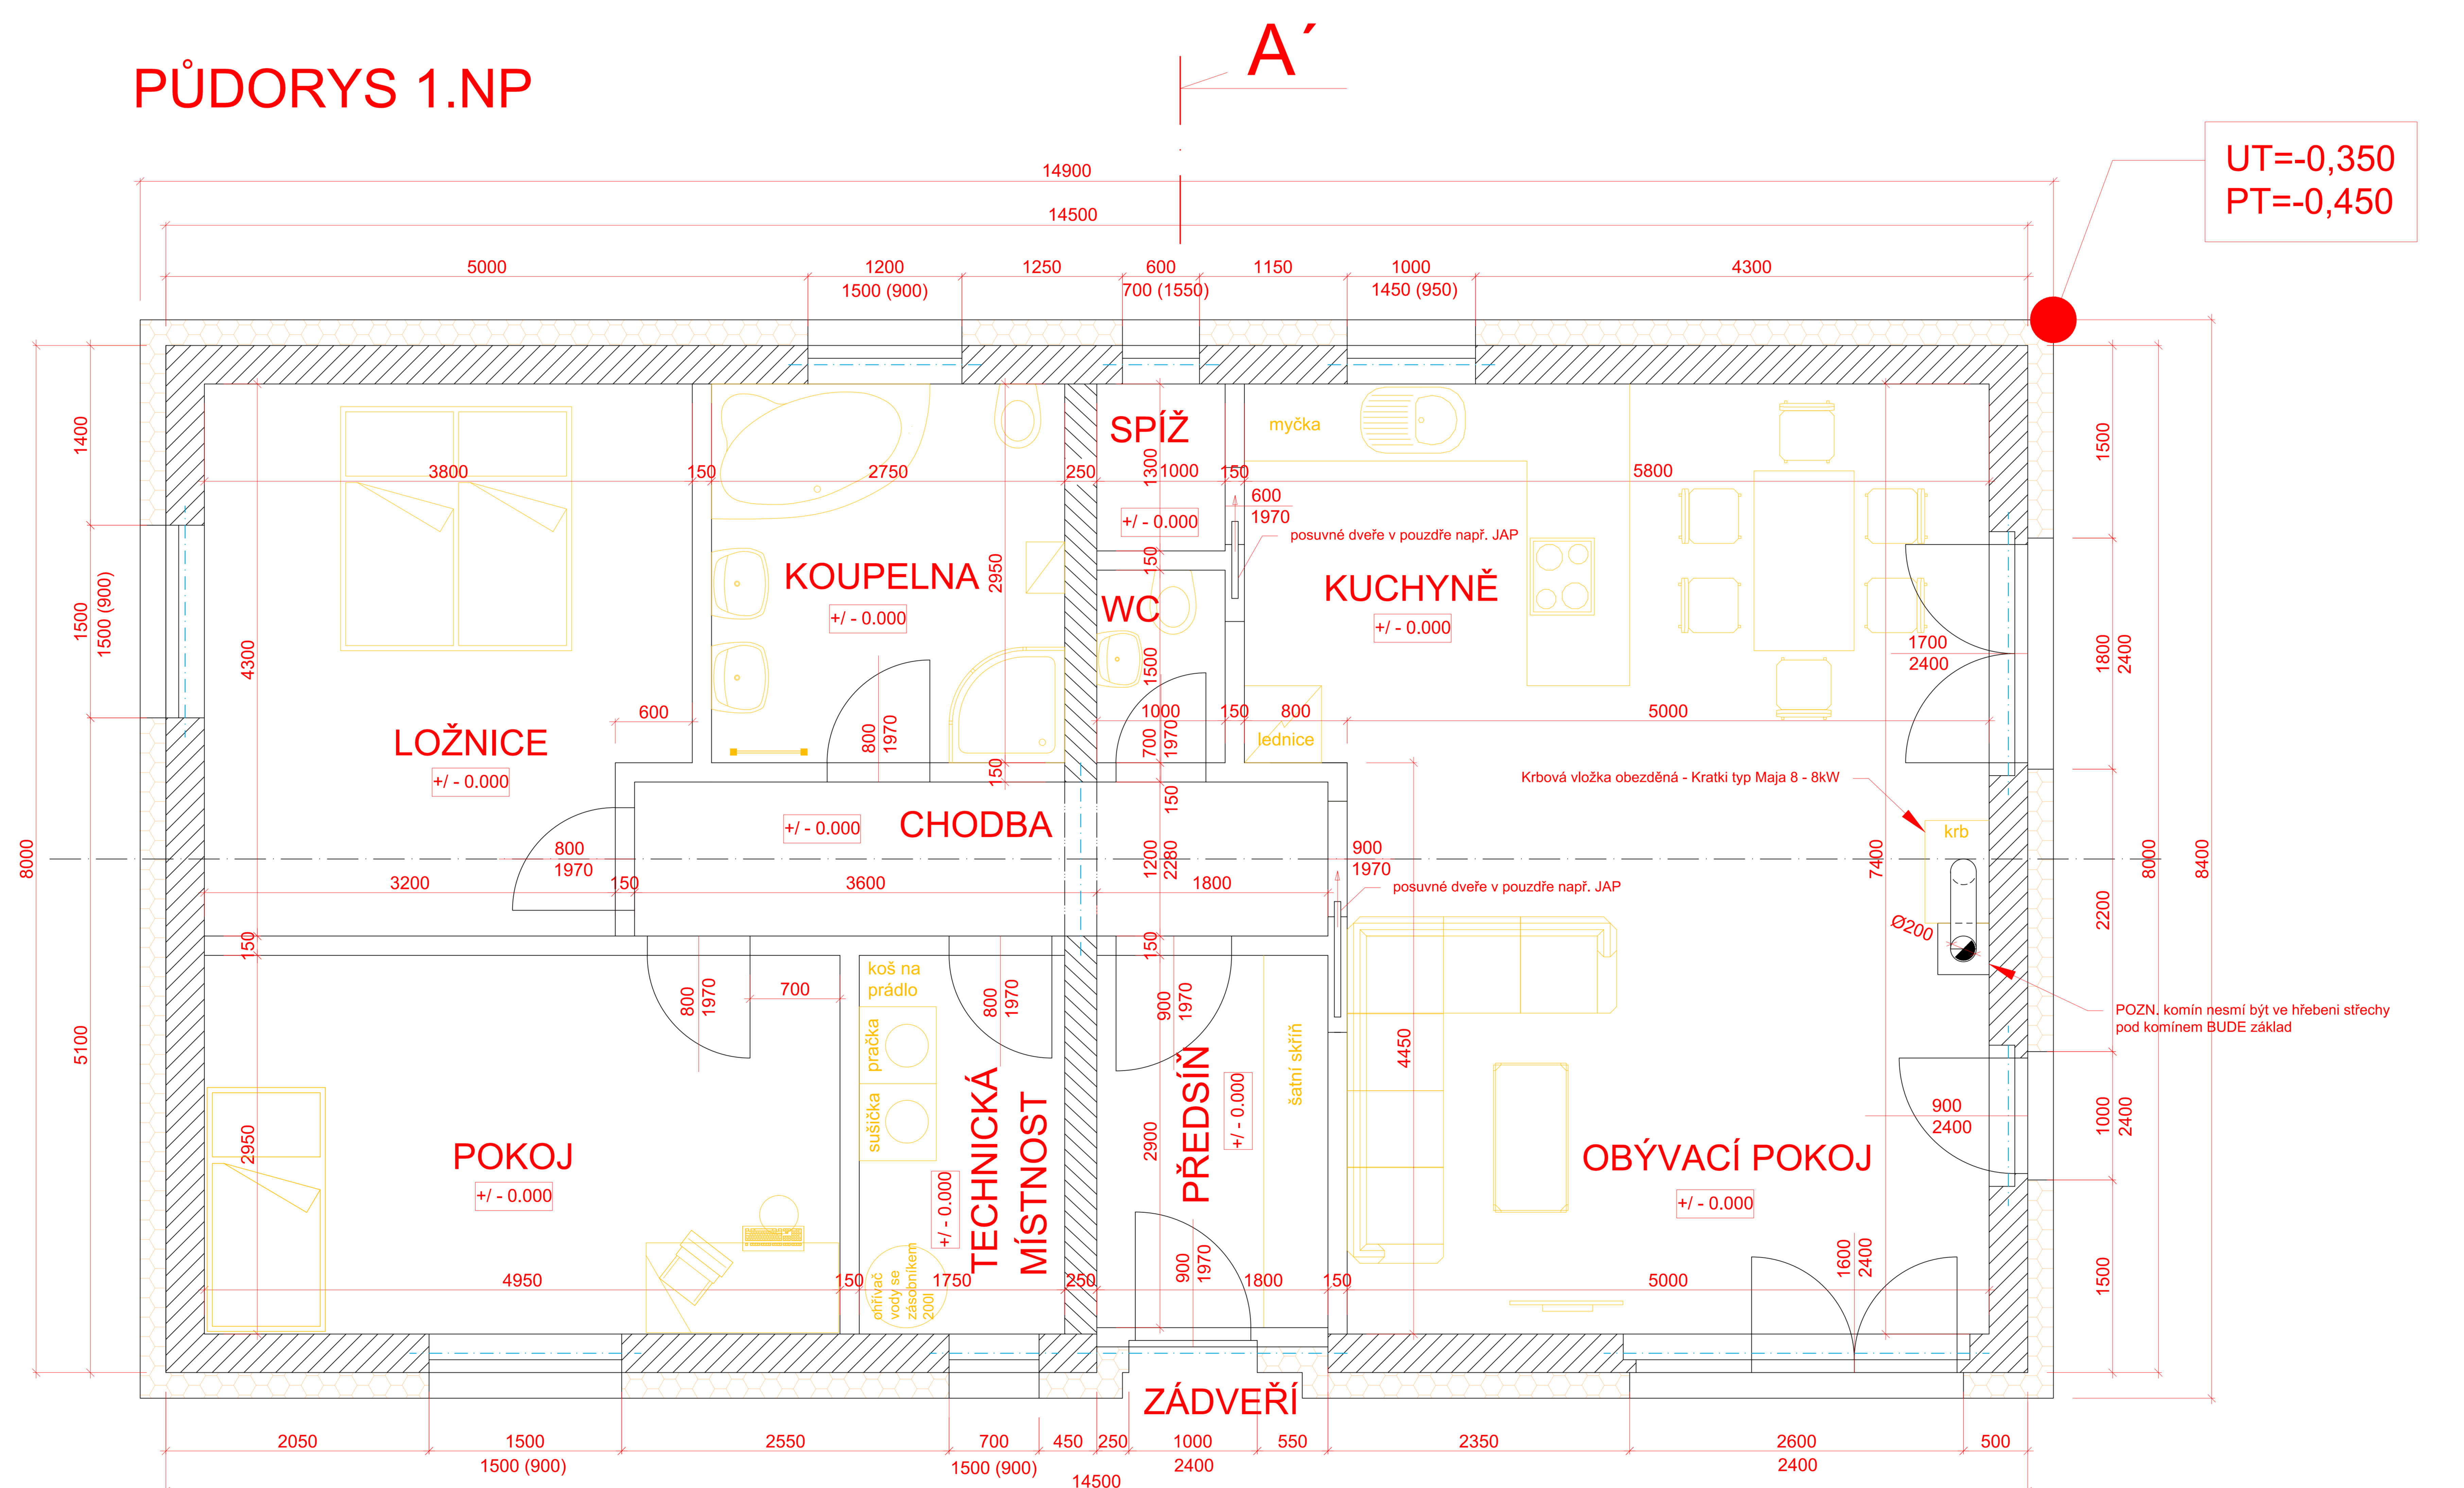 A´
PŮDORYS 1.NP
UT=-0,350
PT=-0,450
14900
14500
5000
1200
1250
600
1150
1000
4300
1500 (900)
700 (1550)
1450 (950)
1400
1500
1500 (900)
5100
8000
3800
150
2750
250
1000
150
5800
SPÍŽ
1300
+/ - 0.000
150
myčka
600
1970
posuvné dveře v pouzdře např. JAP
KOUPELNA
+/ - 0.000
2950
WC
1500
KUCHYNĚ
+/ - 0.000
1700
2400
4300
LOŽNICE
+/ - 0.000
600
800
1970
150
1000
150
800
5000
700
1970
lednice
150
Krbová vložka obezděná - Kratki typ Maja 8 - 8kW
krb
CHODBA
+/ - 0.000
800
1970
1200
2280
900
1970
posuvné dveře v pouzdře např. JAP
7400
3200
150
3600
1800
Ø200
150
150
800
1970
700
koš na
prádlo
pračka
sušička
800
1970
900
1970
4450
POZN. komín nesmí být ve hřebeni střechy
pod komínem BUDE základ
2950
POKOJ
+/ - 0.000
TECHNICKÁ
MÍSTNOST
+/ - 0.000
ohřívač
vody se
zásobníkem
200l
2900
PŘEDSÍŇ
+/ - 0.000
šatní skříň
OBÝVACÍ POKOJ
+/ - 0.000
900
2400
900
1970
1600
2400
4950
150
1750
250
1800
150
5000
ZÁDVEŘÍ
1500
1800
2400
2200
1000
2400
1500
8000
8400
2050
1500
2550
700
450
250
1000
550
2350
2600
500
1500 (900)
1500 (900)
2400
2400
14500